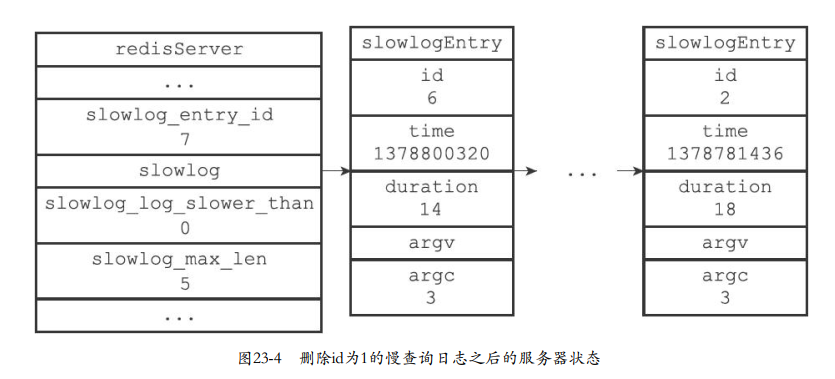 redisServer
...
slowlog_entry_id
7
slowlog
slowlog_log_slower_than
0
slowlog_max_len
5
...
slowlogEntry
id
6
time
1378800320
duration
14
argv
argc
3
...
slowlogEntry
id
2
time
1378781436
duration
18
argv
argc
3
图23-4 删除id为1的慢查询日志之后的服务器状态